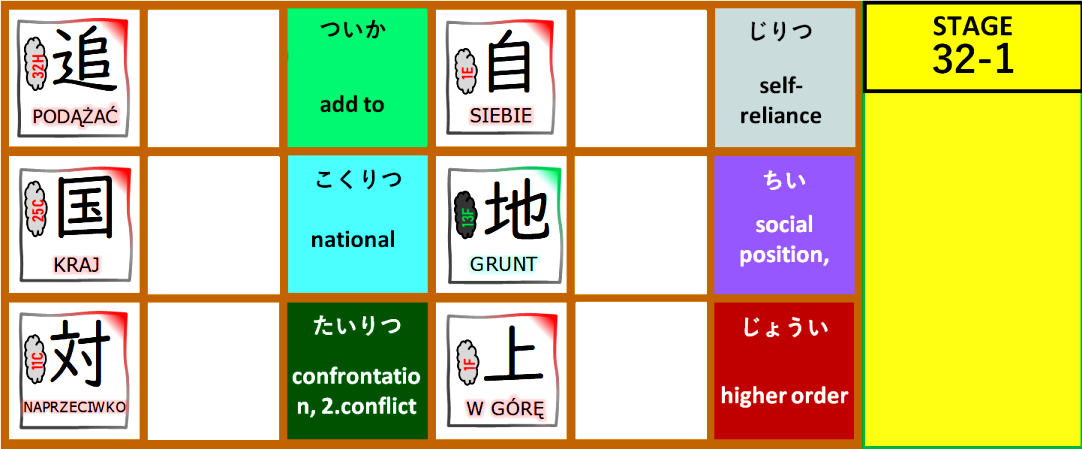 32H
追
PODĄŻAĆ
ついか
add to
1E
自
SIEBIE
じりつ
self-
reliance
STAGE
32-1
25C
国
KRAJ
こくりつ
national
13F
地
GRUNT
ちい
social
position,
11C
対
NAPRZECIWKO
たいりつ
confrontatio
n, 2.conflict
1F
上
W GÓRĘ
じょうい
higher order